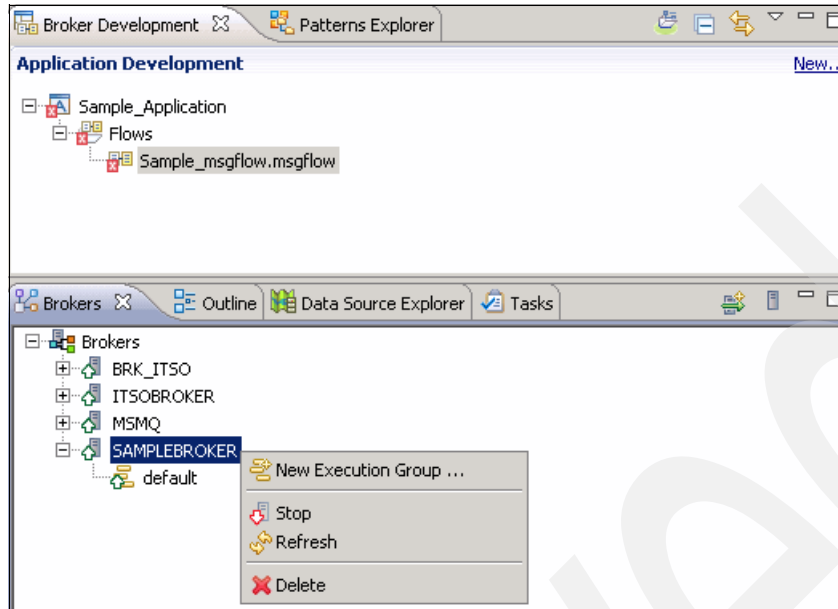 Broker Development Patterns Explorer
Application Development New..
Sample_Application
Flows
Sample_msgflow.msgflow
Brokers Outline Data Source Explorer Tasks
Brokers
BRK_ITSO
ITSOBROKER
MSMQ
SAMPLEBROKER
default
New Execution Group ...
Stop
Refresh
Delete